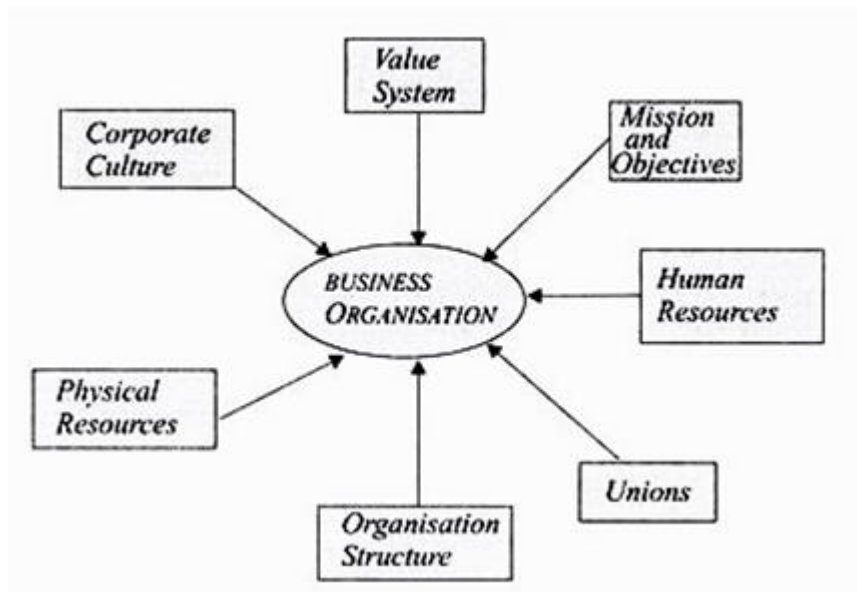 Value
System
Corporate
Culture
Mission
and
Objectives
BUSINESS
ORGANISATION
Human
Resources
Physical
Resources
Unions
Organisation
Structure